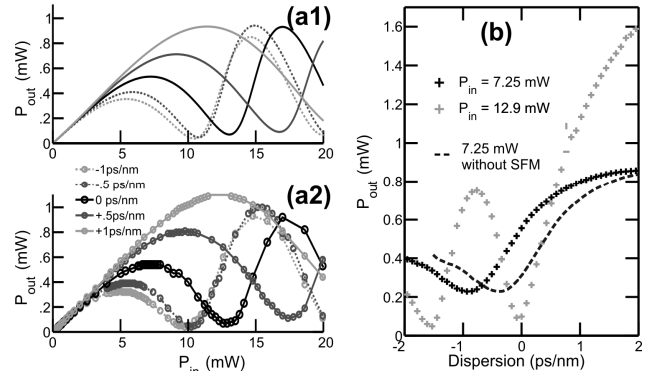 (a1)
P_out (mW)
1
.8
.6
.4
.2
0
0 5 10 15 20
-1ps/nm
-.5 ps/nm
0 ps/nm
+.5ps/nm
+1ps/nm
(a2)
P_out (mW)
1
.8
.6
.4
.2
0
0 5 10 15 20
P_in (mW)
(b)
P_in = 7.25 mW
P_in = 12.9 mW
7.25 mW
without SFM
P_out (mW)
1.6
1.4
1.2
1
0.8
0.6
0.4
0.2
0
-2 -1 0 1 2
Dispersion (ps/nm)